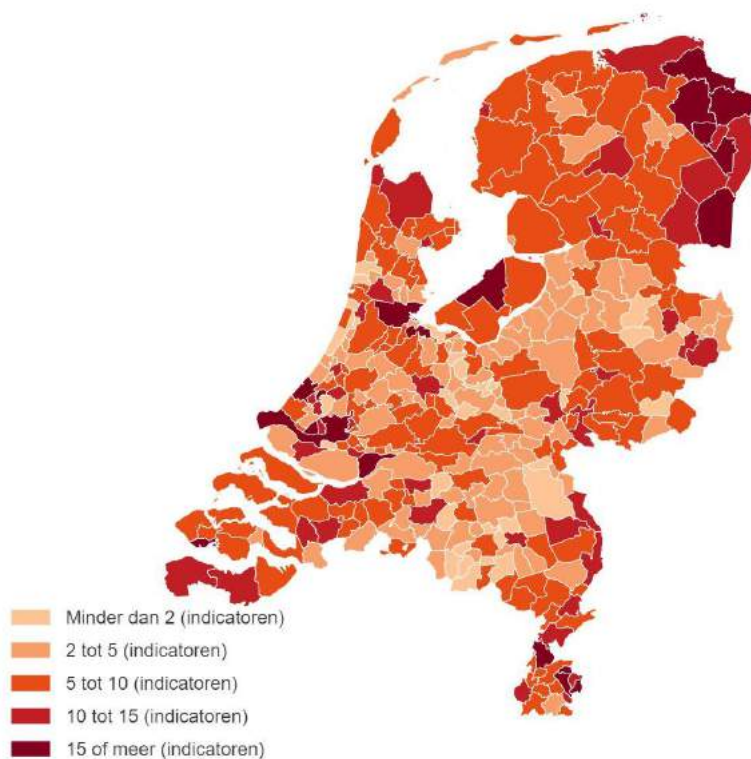 Minder dan 2 (indicatoren)
2 tot 5 (indicatoren)
5 tot 10 (indicatoren)
10 tot 15 (indicatoren)
15 of meer (indicatoren)